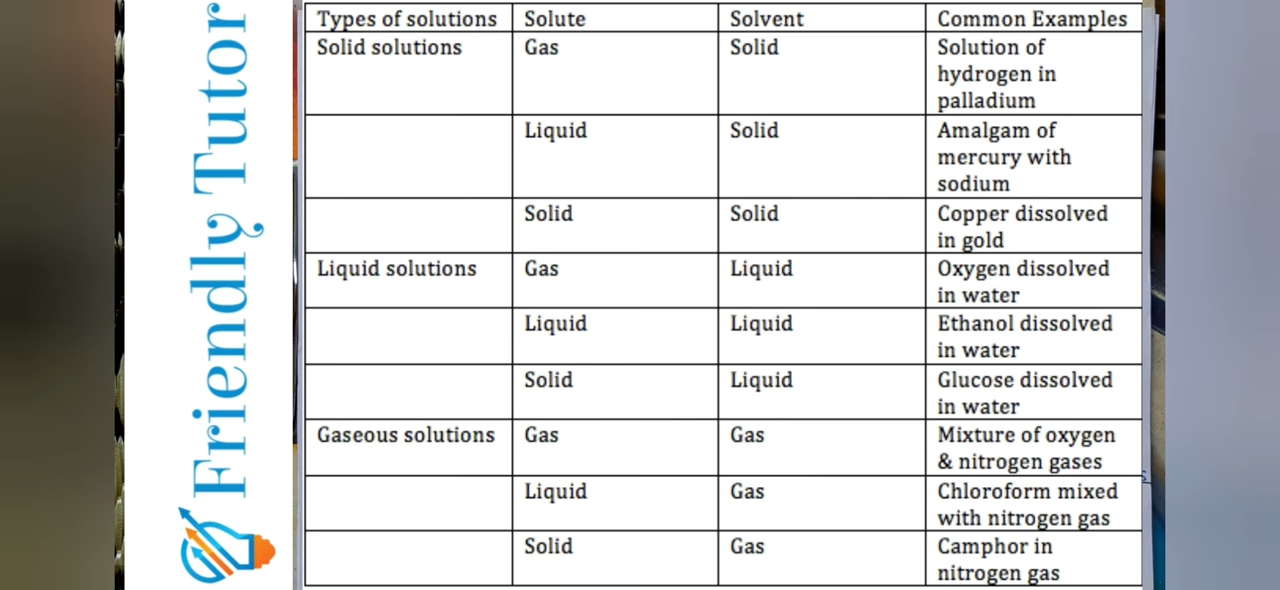 Friendly Tutor
Types of solutions Solute Solvent Common Examples
Solid solutions Gas Solid Solution of
hydrogen in
palladium
Liquid Solid Amalgam of
mercury with
sodium
Solid Solid Copper dissolved
in gold
Liquid solutions Gas Liquid Oxygen dissolved
in water
Liquid Liquid Ethanol dissolved
in water
Solid Liquid Glucose dissolved
in water
Gaseous solutions Gas Gas Mixture of oxygen
& nitrogen gases
Liquid Gas Chloroform mixed
with nitrogen gas
Solid Gas Camphor in
nitrogen gas